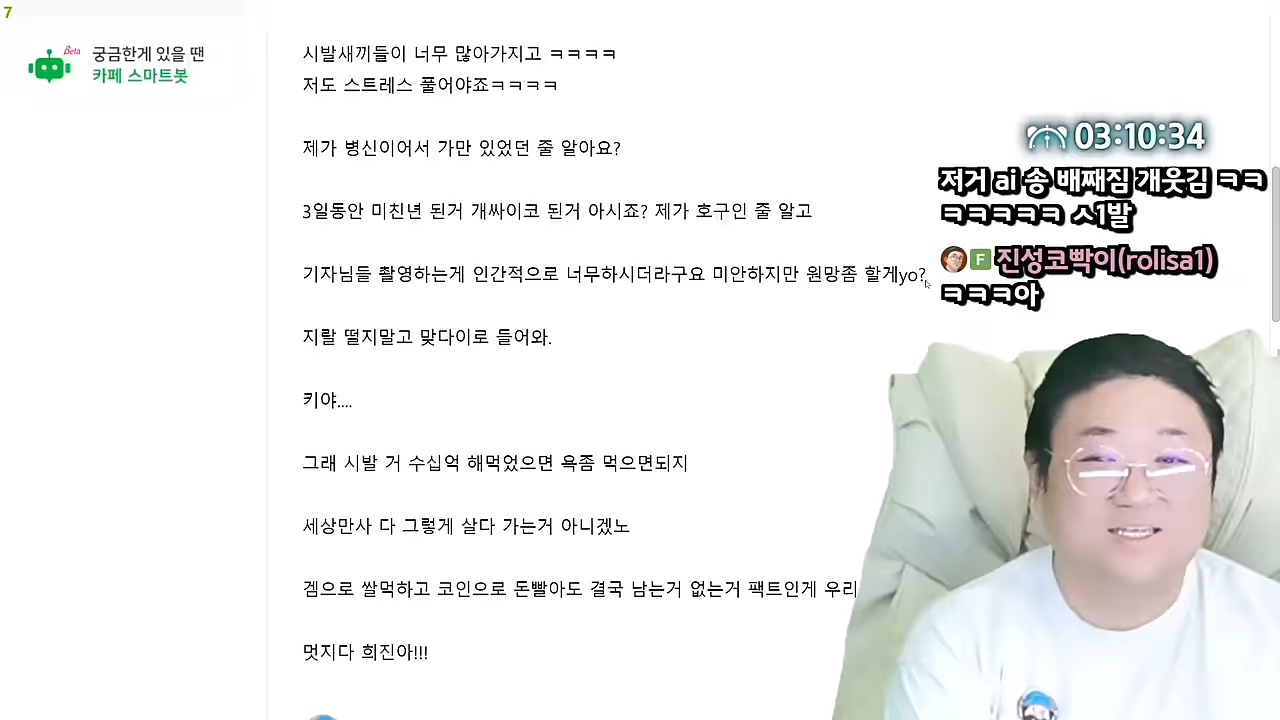 7
Beta
궁금한게 있을 땐
카페 스마트봇
시발새끼들이 너무 많아가지고 ㅋㅋㅋㅋ
저도 스트레스 풀어야죠ㅋㅋㅋㅋ
제가 병신이어서 가만 있었던 줄 알아요?
3일동안 미친년 된거 개싸이코 된거 아시죠? 제가 호구인 줄 알고
기자님들 촬영하는게 인간적으로 너무하시더라구요 미안하지만 원망좀 할게yo?
지랄 떨지말고 맞다이로 들어와.
키야....
그래 시발 거 수십억 해먹었으면 욕좀 먹으면되지
세상만사 다 그렇게 살다 가는거 아니겠노
겜으로 쌀먹하고 코인으로 돈빨아도 결국 남는거 없는거 팩트인게 우리
멋지다 희진아!!!
03:10:34
저거 ai 송 배째짐 개웃김 ㅋㅋ
ㅋㅋㅋㅋㅋ ㅅ1발
F 진성코빡이(rolisa1)
ㅋㅋㅋ아